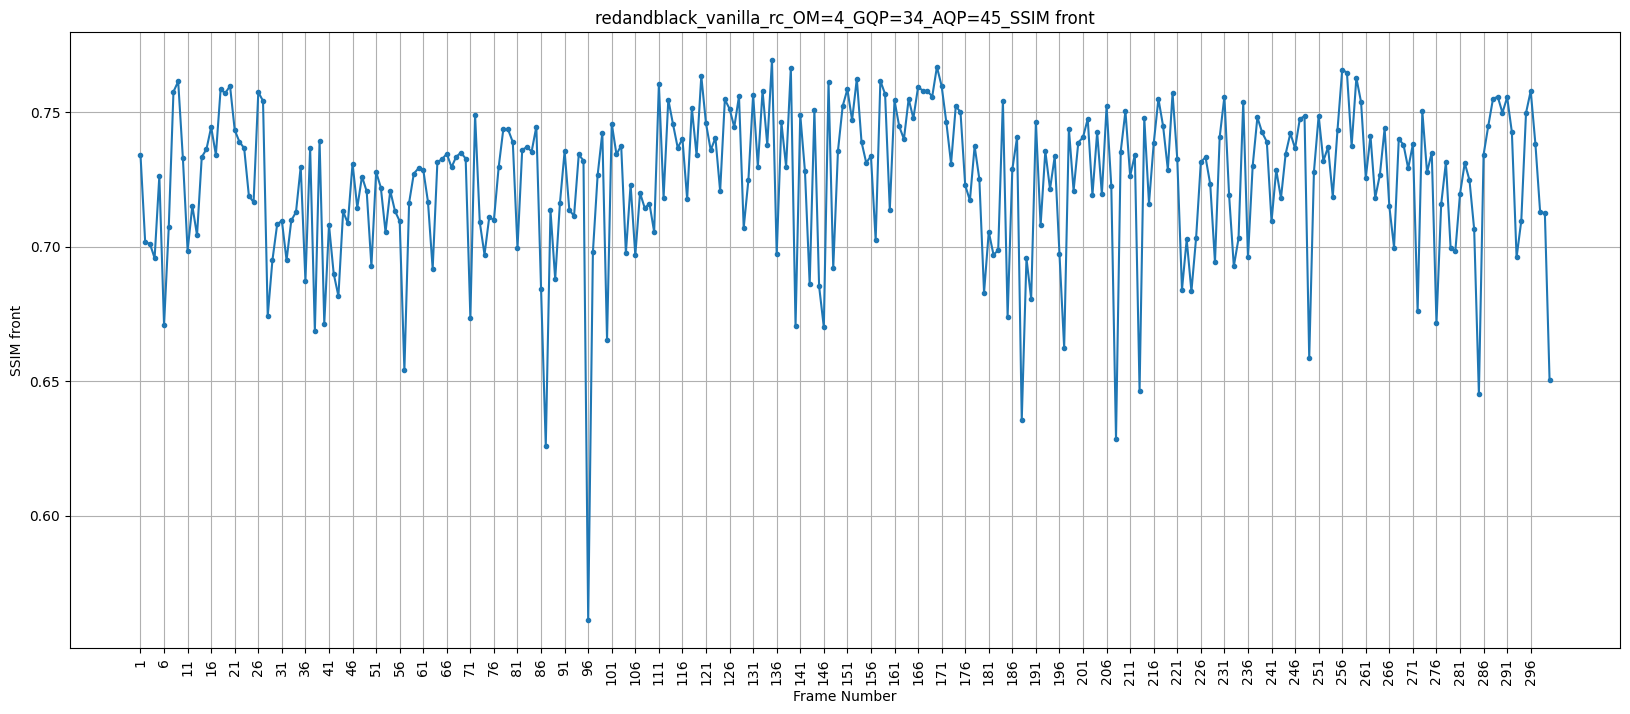 redandblack_vanilla_rc_OM=4_GQP=34_AQP=45_SSIM front
SSIM front
0.75
0.70
0.65
0.60
1 6 11 16 21 26 31 36 41 46 51 56 61 66 71 76 81 86 91 96 101 106 111 116 121 126 131 136 141 146 151 156 161 166 171 176 181 186 191 196 201 206 211 216 221 226 231 236 241 246 251 256 261 266 271 276 281 286 291 296
Frame Number